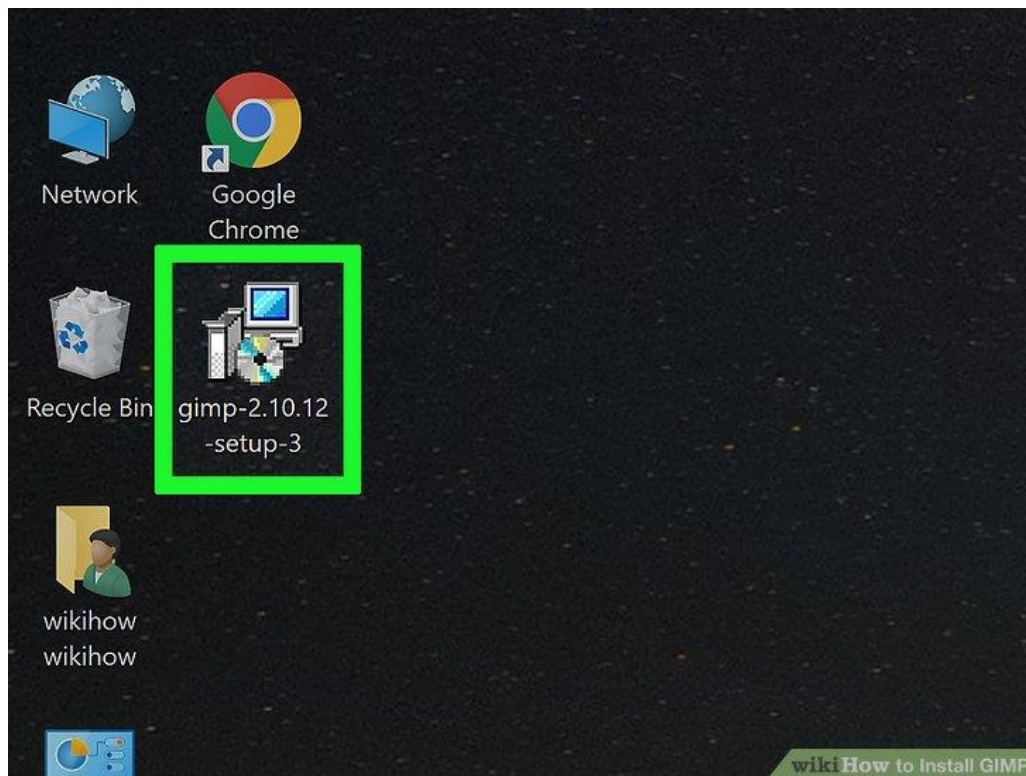 Network
Google
Chrome
Recycle Bin
gimp-2.10.12
-setup-3
wikihow
wikihow
wikiHow to Install GIMP